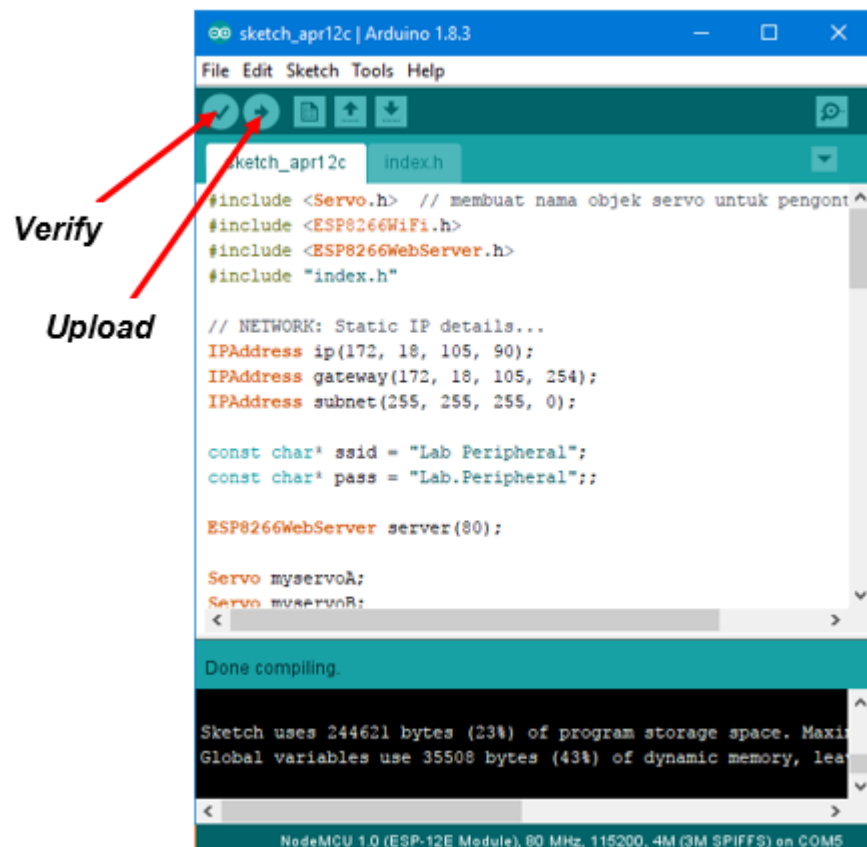 sketch_apr12c | Arduino 1.8.3
File Edit Sketch Tools Help
sketch_apr12c index.h
#include <Servo.h> // membuat nama objek servo untuk pengont
#include <ESP8266WiFi.h>
#include <ESP8266WebServer.h>
#include "index.h"
Verify
// NETWORK: Static IP details...
Upload
IPAddress ip(172, 18, 105, 90);
IPAddress gateway(172, 18, 105, 254);
IPAddress subnet(255, 255, 255, 0);
const char* ssid = "Lab Peripheral";
const char* pass = "Lab.Peripheral";;
ESP8266WebServer server(80);
Servo myservoA;
Servo myservoB;
Done compiling.
Sketch uses 244621 bytes (23%) of program storage space. Maxi
Global variables use 35508 bytes (43%) of dynamic memory, lea
NodeMCU 1.0 (ESP-12E Module), 80 MHz, 115200, 4M (3M SPIFFS) on COM5